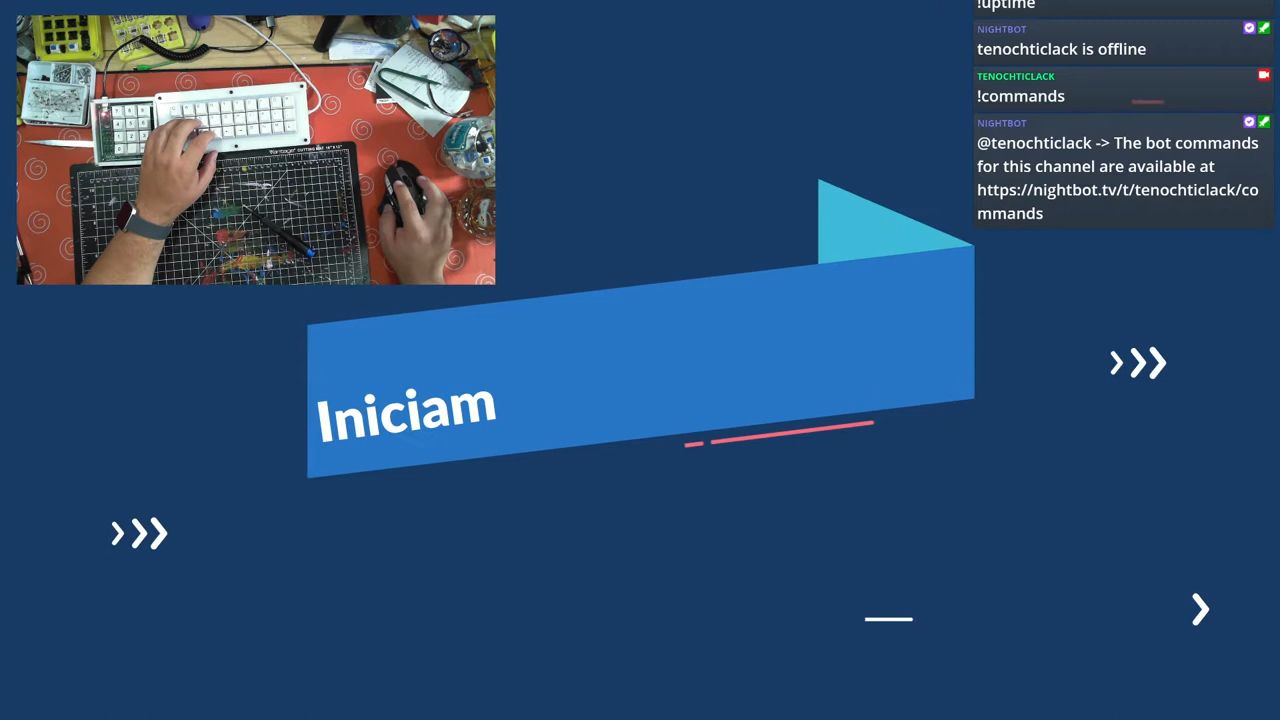 !uptime
NIGHTBOT
tenochticlack is offline
TENOCHTICLACK
!commands
NIGHTBOT
@tenochticlack -> The bot commands
for this channel are available at
https://nightbot.tv/t/tenochticlack/co
mmands
Iniciam